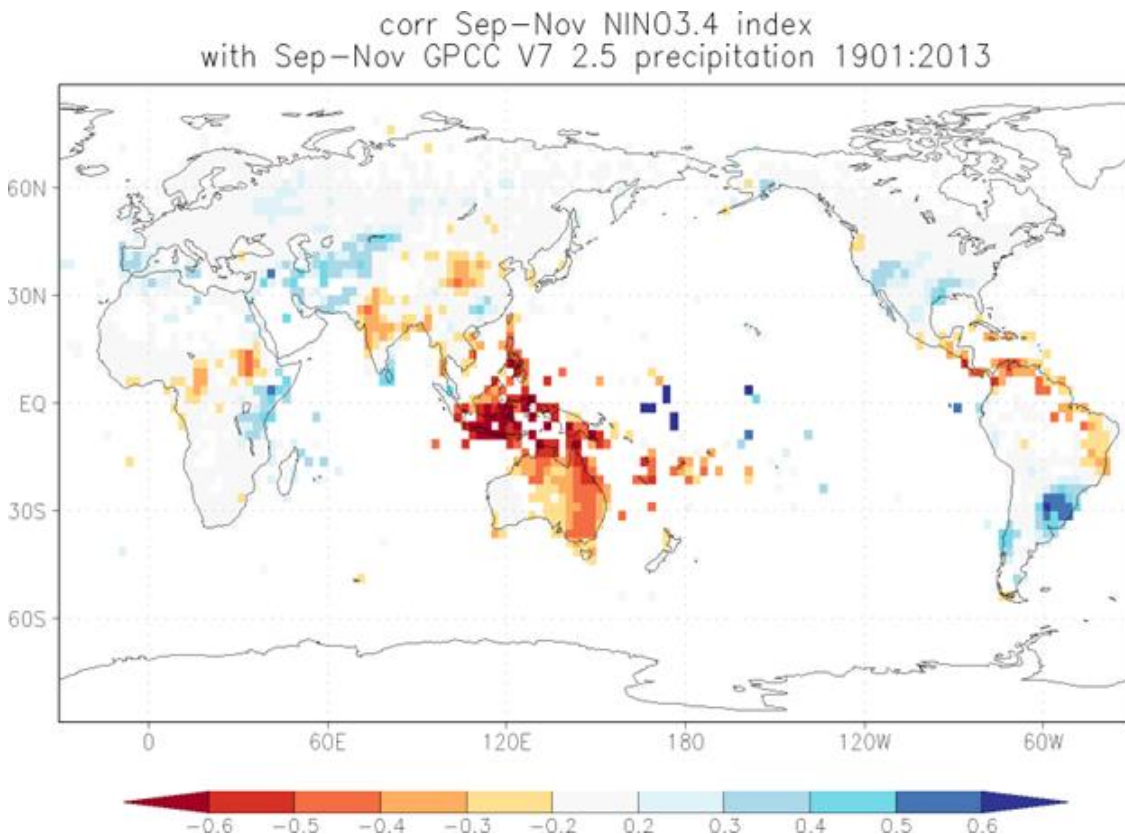 corr Sep-Nov NINO3.4 index
with Sep-Nov GPCC V7 2.5 precipitation 1901:2013
60N
30N
EQ
30S
60S
0 60E 120E 180 120W 60W
-0.6 -0.5 -0.4 -0.3 -0.2 0.2 0.3 0.4 0.5 0.6